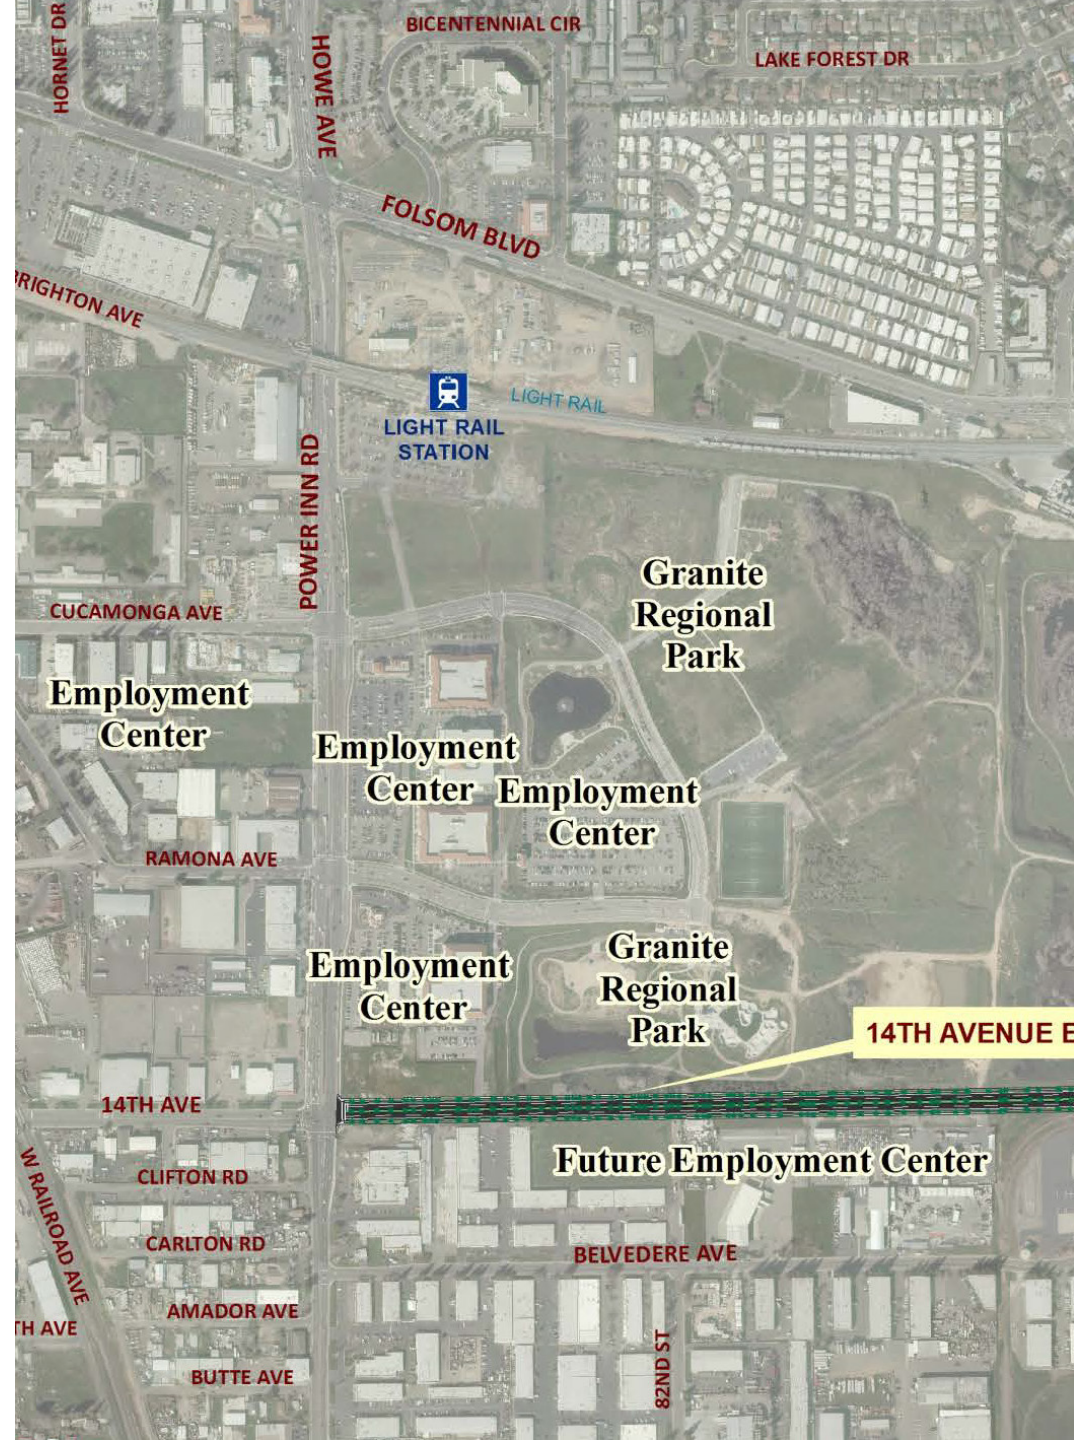 HORNET DR
HOWE AVE
BICENTENNIAL CIR
LAKE FOREST DR
FOLSOM BLVD
BRIGHTON AVE
LIGHT RAIL
LIGHT RAIL
STATION
POWER INN RD
Granite
Regional
Park
CUCAMONGA AVE
Employment
Center
Employment
Center
Employment
Center
RAMONA AVE
Employment
Center
Granite
Regional
Park
14TH AVENUE E
14TH AVE
Future Employment Center
CLIFTON RD
W RAILROAD AVE
CARLTON RD
BELVEDERE AVE
AMADOR AVE
TH AVE
82ND ST
BUTTE AVE